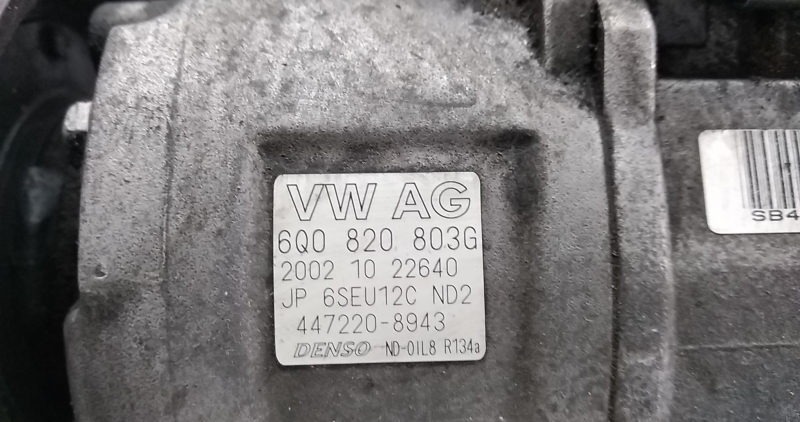 VW AG
6Q0 820 803G
2002 10 22640
JP 6SEU12C ND2
447220-8943
DENSO ND-OIL8 R134a
SB4